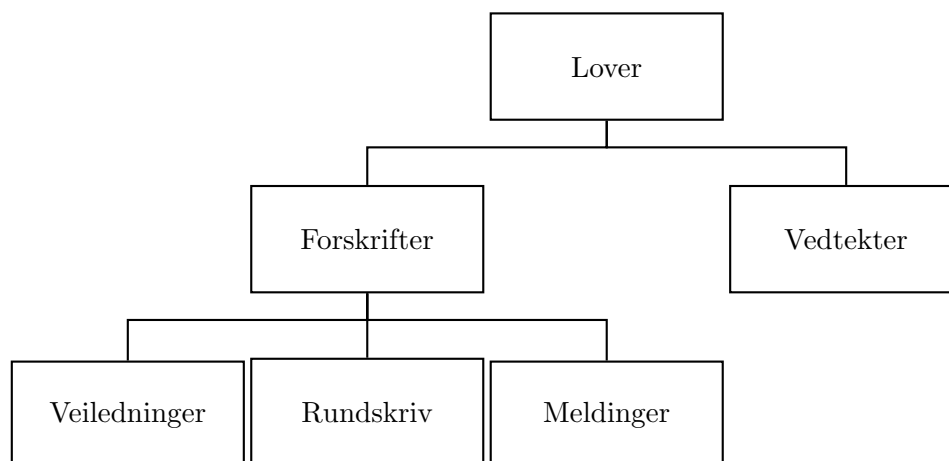 Lover
Forskrifter
Vedtekter
Veiledninger
Rundskriv
Meldinger